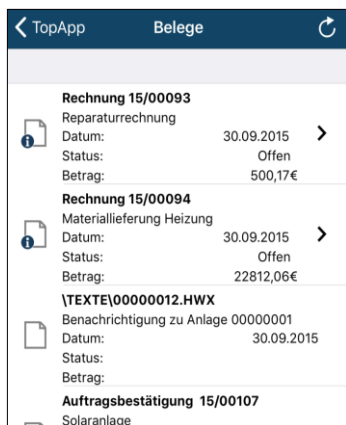 TopApp Belege
Rechnung 15/00093
Reparaturrechnung
Datum: 30.09.2015
Status: Offen
Betrag: 500,17€
Rechnung 15/00094
Materiallieferung Heizung
Datum: 30.09.2015
Status: Offen
Betrag: 22812,06€
\TEXTE\00000012.HWX
Benachrichtigung zu Anlage 00000001
Datum: 30.09.2015
Status:
Betrag:
Auftragsbestätigung 15/00107
Solaranlage